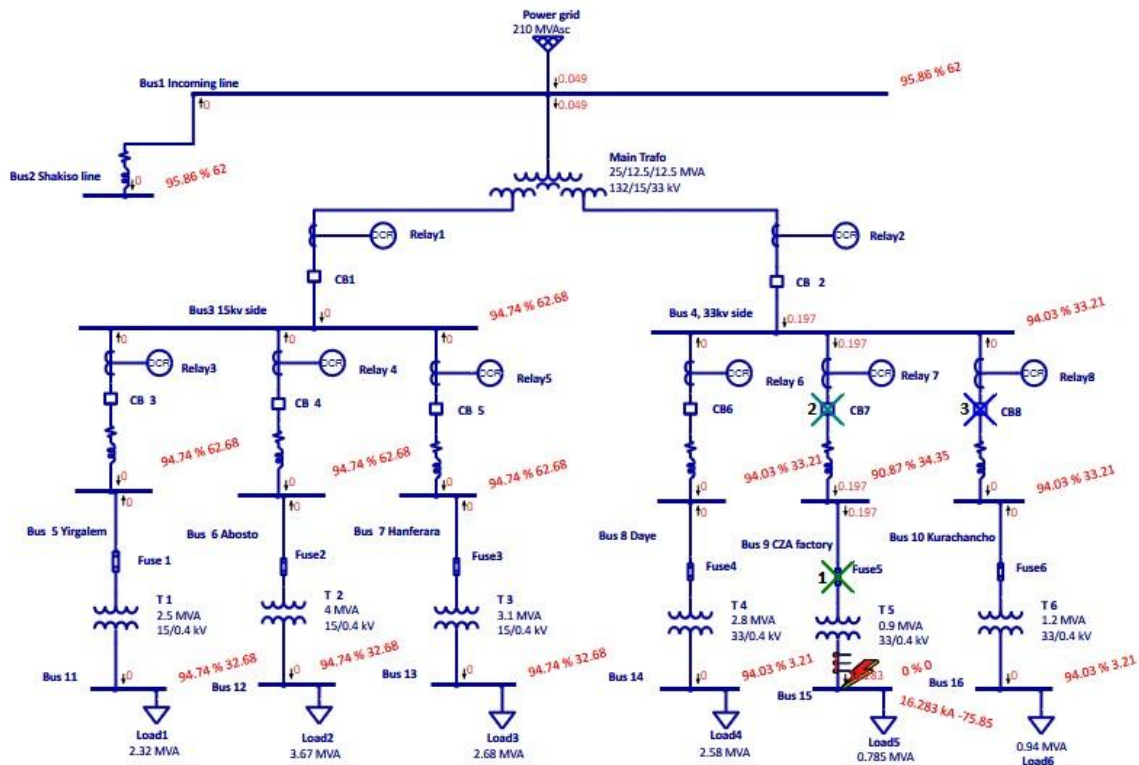 Power grid
210 MVAsc
0.049
95.86 % 62
Bus1 Incoming line
0
0.049
Main Trafo
25/12.5/12.5 MVA
132/15/33 kV
Bus2 Shakiso line
0
95.86 % 62
OCR
Relay1
OCR
Relay2
CB1
CB 2
Bus3 15kv side
0
94.74 % 62.68
Bus 4, 33kv side
0.197
94.03 % 33.21
0
0
0
0
0.197
0
OCR
Relay3
OCR
Relay 4
OCR
Relay5
OCR
Relay 6
OCR
Relay 7
OCR
Relay8
CB 3
CB 4
CB 5
CB6
2
CB7
3
CB8
94.74 % 62.68
94.74 % 62.68
94.74 % 62.68
94.03 % 33.21
90.87 % 34.35
94.03 % 33.21
0
0
0
0
0.197
0
0
0
0
0
0.197
0
Bus 5 Yirgalem
Bus 6 Abosto
Bus 7 Hanferara
Bus 8 Daye
Bus 9 CZA factory
Bus 10 Kurachancho
Fuse 1
Fuse2
Fuse3
Fuse4
1
Fuse5
Fuse6
T 1
2.5 MVA
15/0.4 kV
T 2
4 MVA
15/0.4 kV
T 3
3.1 MVA
15/0.4 kV
T 4
2.8 MVA
33/0.4 kV
T 5
0.9 MVA
33/0.4 kV
T 6
1.2 MVA
33/0.4 kV
94.74 % 32.68
94.74 % 32.68
94.74 % 32.68
94.03 % 3.21
0 % 0
94.03 % 3.21
Bus 11
0
Bus 12
0
Bus 13
0
Bus 14
0
Bus 15
Bus 16
0
16.283 kA -75.85
Load1
2.32 MVA
Load2
3.67 MVA
Load3
2.68 MVA
Load4
2.58 MVA
Load5
0.785 MVA
0.94 MVA
Load6